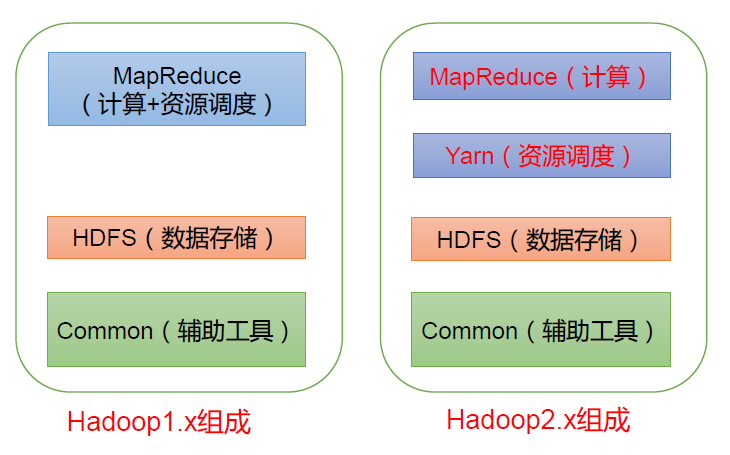 MapReduce
（计算+资源调度）
HDFS（数据存储）
Common（辅助工具）
Hadoop1.x组成
MapReduce（计算）
Yarn（资源调度）
HDFS（数据存储）
Common（辅助工具）
Hadoop2.x组成